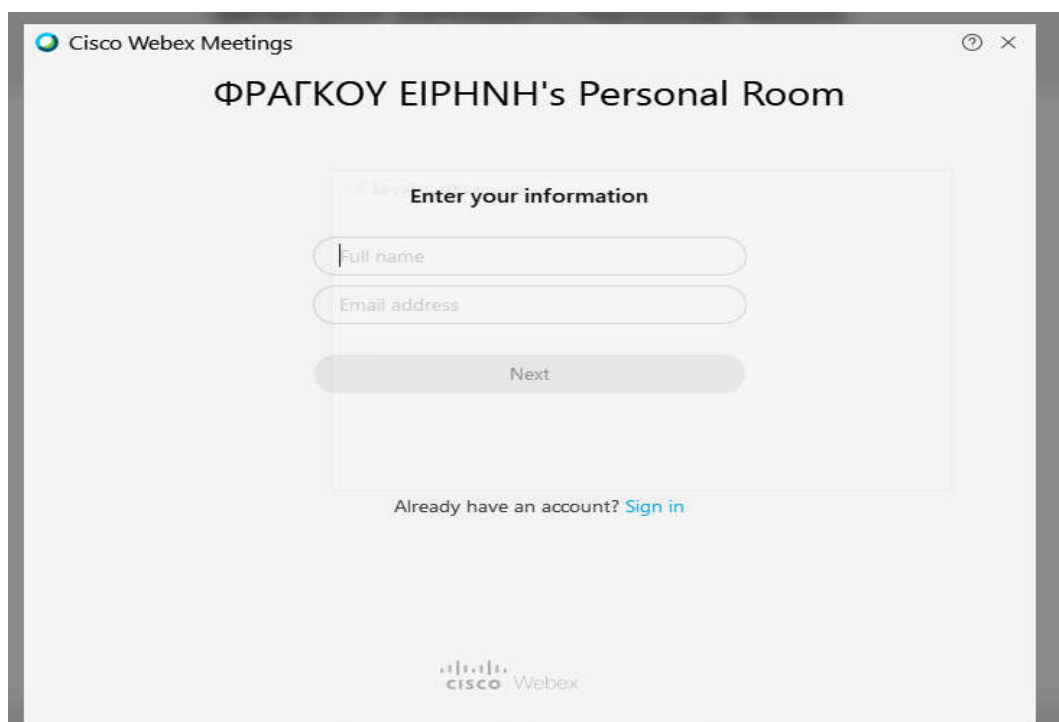 Cisco Webex Meetings
ΦΡΑΓΚΟΥ ΕΙΡΗΝΗ's Personal Room
Enter your information
Full name
Email address
Next
Already have an account? Sign in
CISCO Webex